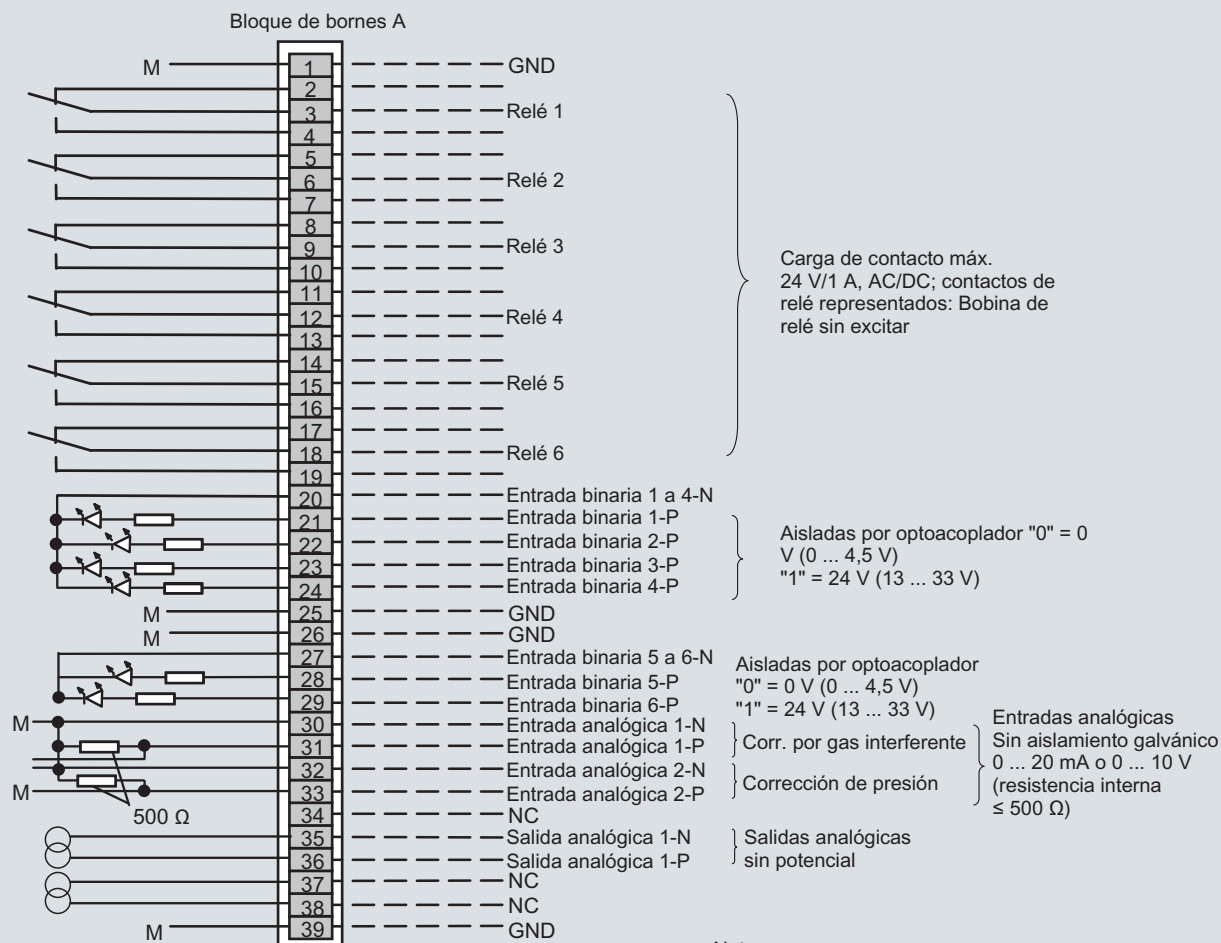 Bloque de bornes A
M 1 GND
2
3 Relé 1
4
5
6 Relé 2
7
8
9 Relé 3
10
11
12 Relé 4
13
14
15 Relé 5
16
17
18 Relé 6
19
Carga de contacto máx.
24 V/1 A, AC/DC; contactos de
relé representados: Bobina de
relé sin excitar
20 Entrada binaria 1 a 4-N
21 Entrada binaria 1-P
22 Entrada binaria 2-P
23 Entrada binaria 3-P
24 Entrada binaria 4-P
Aisladas por optoacoplador "0" = 0
V (0 ... 4,5 V)
"1" = 24 V (13 ... 33 V)
M 25 GND
M 26 GND
27 Entrada binaria 5 a 6-N
28 Entrada binaria 5-P
29 Entrada binaria 6-P
Aisladas por optoacoplador
"0" = 0 V (0 ... 4,5 V)
"1" = 24 V (13 ... 33 V)
M 30 Entrada analógica 1-N
31 Entrada analógica 1-P
Corr. por gas interferente
32 Entrada analógica 2-N
M 33 Entrada analógica 2-P
Corrección de presión
500 Ω
Entradas analógicas
Sin aislamiento galvánico
0 ... 20 mA o 0 ... 10 V
(resistencia interna
≤ 500 Ω)
34 NC
35 Salida analógica 1-N
36 Salida analógica 1-P
Salidas analógicas
sin potencial
37 NC
38 NC
M 39 GND